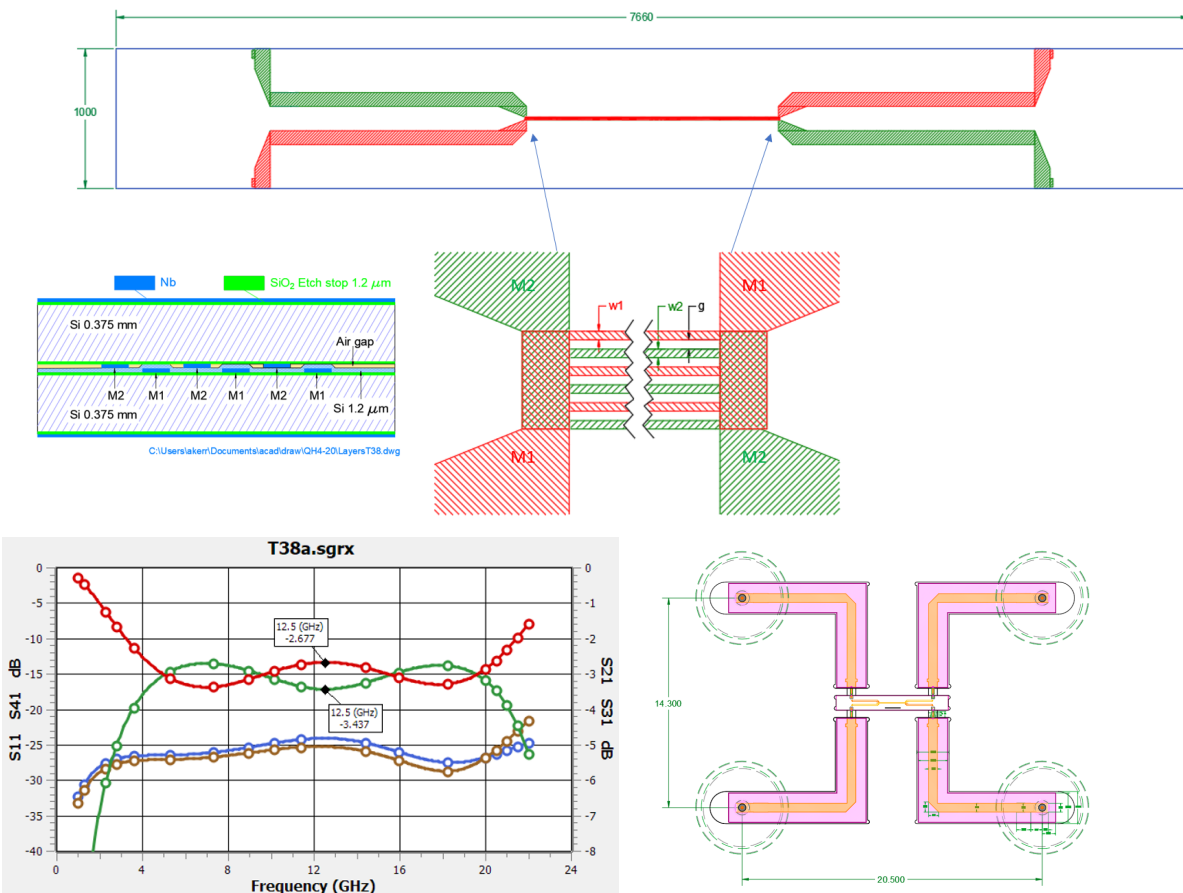 7660
1000
Nb
SiO2 Etch stop 1.2 μm
Si 0.375 mm
Air gap
M2 M1 M2 M1 M2 M1
Si 1.2 μm
Si 0.375 mm
C:\Users\akerr\Documents\acad\draw\QH4-20\LayersT38.dwg
M2
M1
w1
w2
g
M1
M2
T38a.sgrx
S11 S41 dB
0
-5
-10
-15
-20
-25
-30
-35
-40
12.5 (GHz)
-2.677
12.5 (GHz)
-3.437
0
-1
-2
-3
-4
-5
-6
-7
-8
S21 S31 dB
0 4 8 12 16 20 24
Frequency (GHz)
14.300
20.500